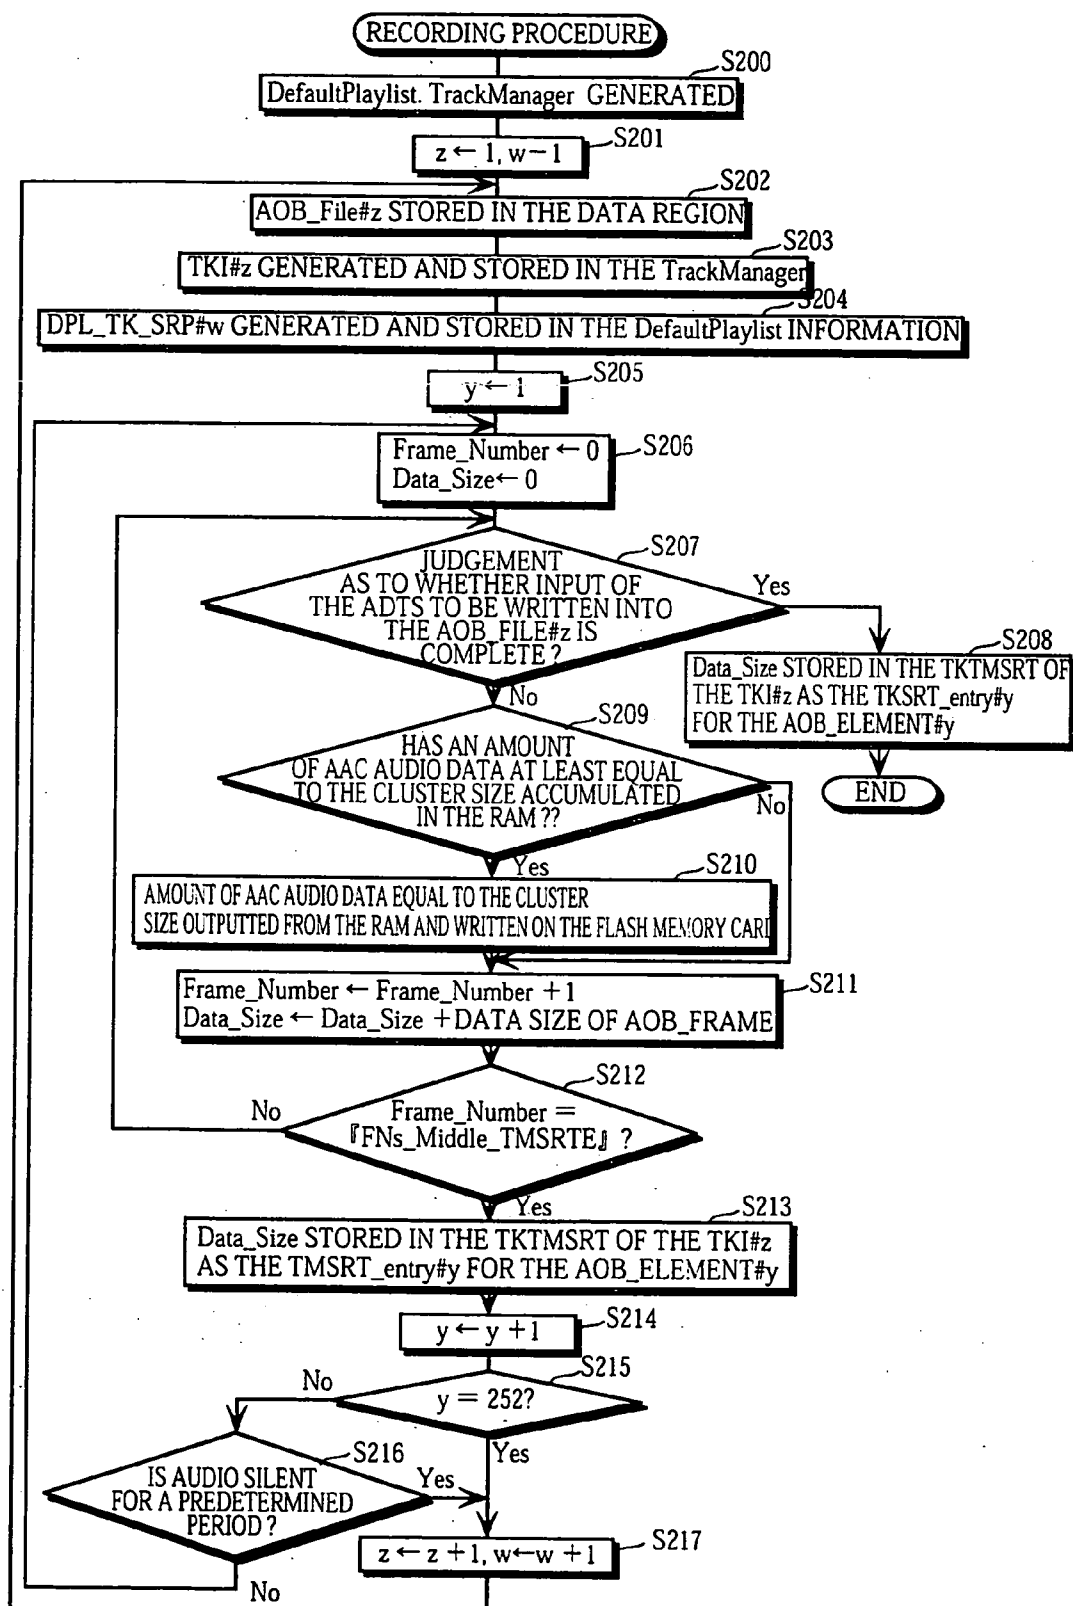 RECORDING PROCEDURE
S200
DefaultPlaylist. TrackManager GENERATED
S201
z ← 1, w－1
S202
AOB_File#z STORED IN THE DATA REGION
S203
TKI#z GENERATED AND STORED IN THE TrackManager
S204
DPL_TK_SRP#w GENERATED AND STORED IN THE DefaultPlaylist INFORMATION
S205
y ← 1
S206
Frame_Number ← 0
Data_Size← 0
S207
JUDGEMENT
AS TO WHETHER INPUT OF
THE ADTS TO BE WRITTEN INTO
THE AOB_FILE#z IS
COMPLETE ?
Yes
No
S208
Data_Size STORED IN THE TKTMSRT OF
THE TKI#z AS THE TKSRT_entry#y
FOR THE AOB_ELEMENT#y
END
S209
HAS AN AMOUNT
OF AAC AUDIO DATA AT LEAST EQUAL
TO THE CLUSTER SIZE ACCUMULATED
IN THE RAM ??
No
Yes
S210
AMOUNT OF AAC AUDIO DATA EQUAL TO THE CLUSTER
SIZE OUTPUTTED FROM THE RAM AND WRITTEN ON THE FLASH MEMORY CARD
S211
Frame_Number ← Frame_Number +1
Data_Size ← Data_Size +DATA SIZE OF AOB_FRAME
S212
No
Frame_Number =
『FNs_Middle_TMSRTE』 ?
Yes
S213
Data_Size STORED IN THE TKTMSRT OF THE TKI#z
AS THE TMSRT_entry#y FOR THE AOB_ELEMENT#y
S214
y ← y +1
S215
No
y = 252?
Yes
S216
IS AUDIO SILENT
FOR A PREDETERMINED
PERIOD ?
Yes
No
S217
z ← z +1, w←w +1